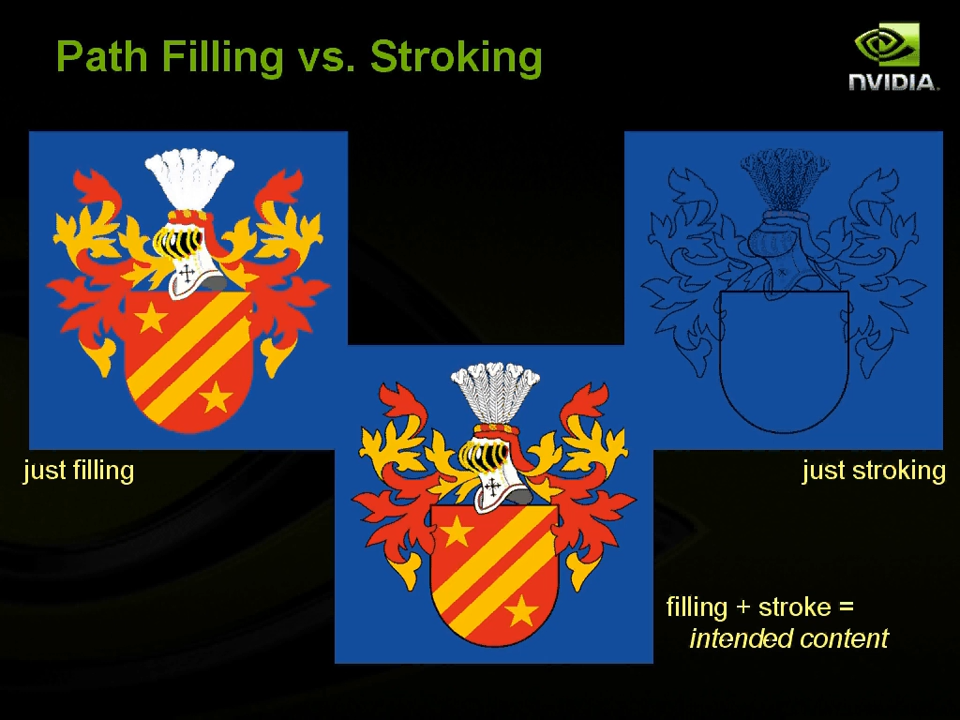 Path Filling vs. Stroking
NVIDIA.
just filling
just stroking
filling + stroke =
intended content